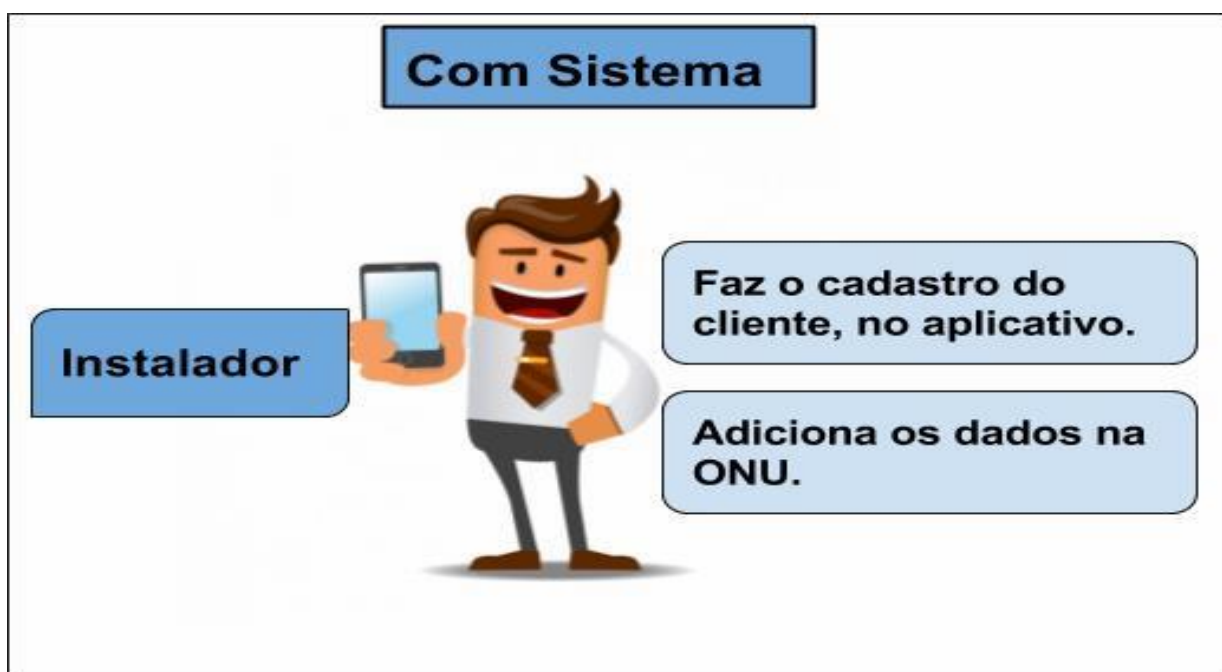 Com Sistema
Instalador
Faz o cadastro do
cliente, no aplicativo.
Adiciona os dados na
ONU.